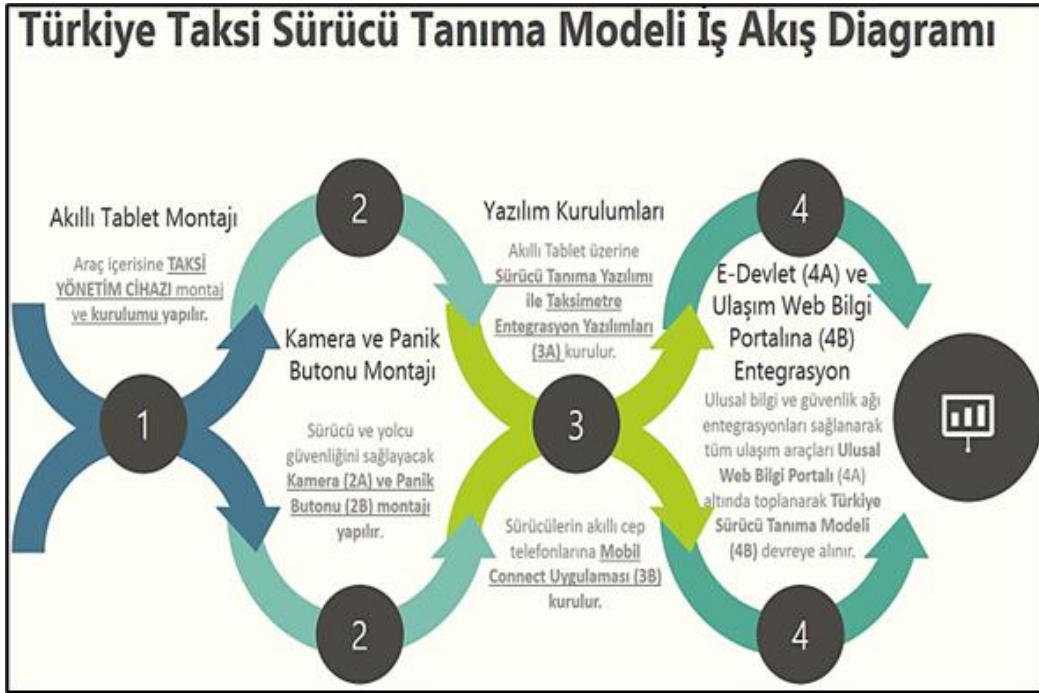 Türkiye Taksi Sürücü Tanıma Modeli İş Akış Diagramı
1
Akıllı Tablet Montajı
Araç içerisine TAKSİ
YÖNETİM CİHAZI montaj
ve kurulumu yapılır.
2
Kamera ve Panik
Butonu Montajı
Sürücü ve yolcu
güvenliğini sağlayacak
Kamera (2A) ve Panik
Butonu (2B) montajı
yapılır.
2
Yazılım Kurulumları
Akıllı Tablet üzerine
Sürücü Tanıma Yazılımı
ile Taksimetre
Entegrasyon Yazılımları
(3A) kurulur.
3
Sürücülerin akıllı cep
telefonlarına Mobil
Connect Uygulaması (3B)
kurulur.
4
E-Devlet (4A) ve
Ulaşım Web Bilgi
Portalına (4B)
Entegrasyon
Ulusal bilgi ve güvenlik ağı
entegrasyonları sağlanarak
tüm ulaşım araçları Ulusal
Web Bilgi Portalı (4A)
altında toplanarak Türkiye
Sürücü Tanıma Modeli
(4B) devreye alınır.
4